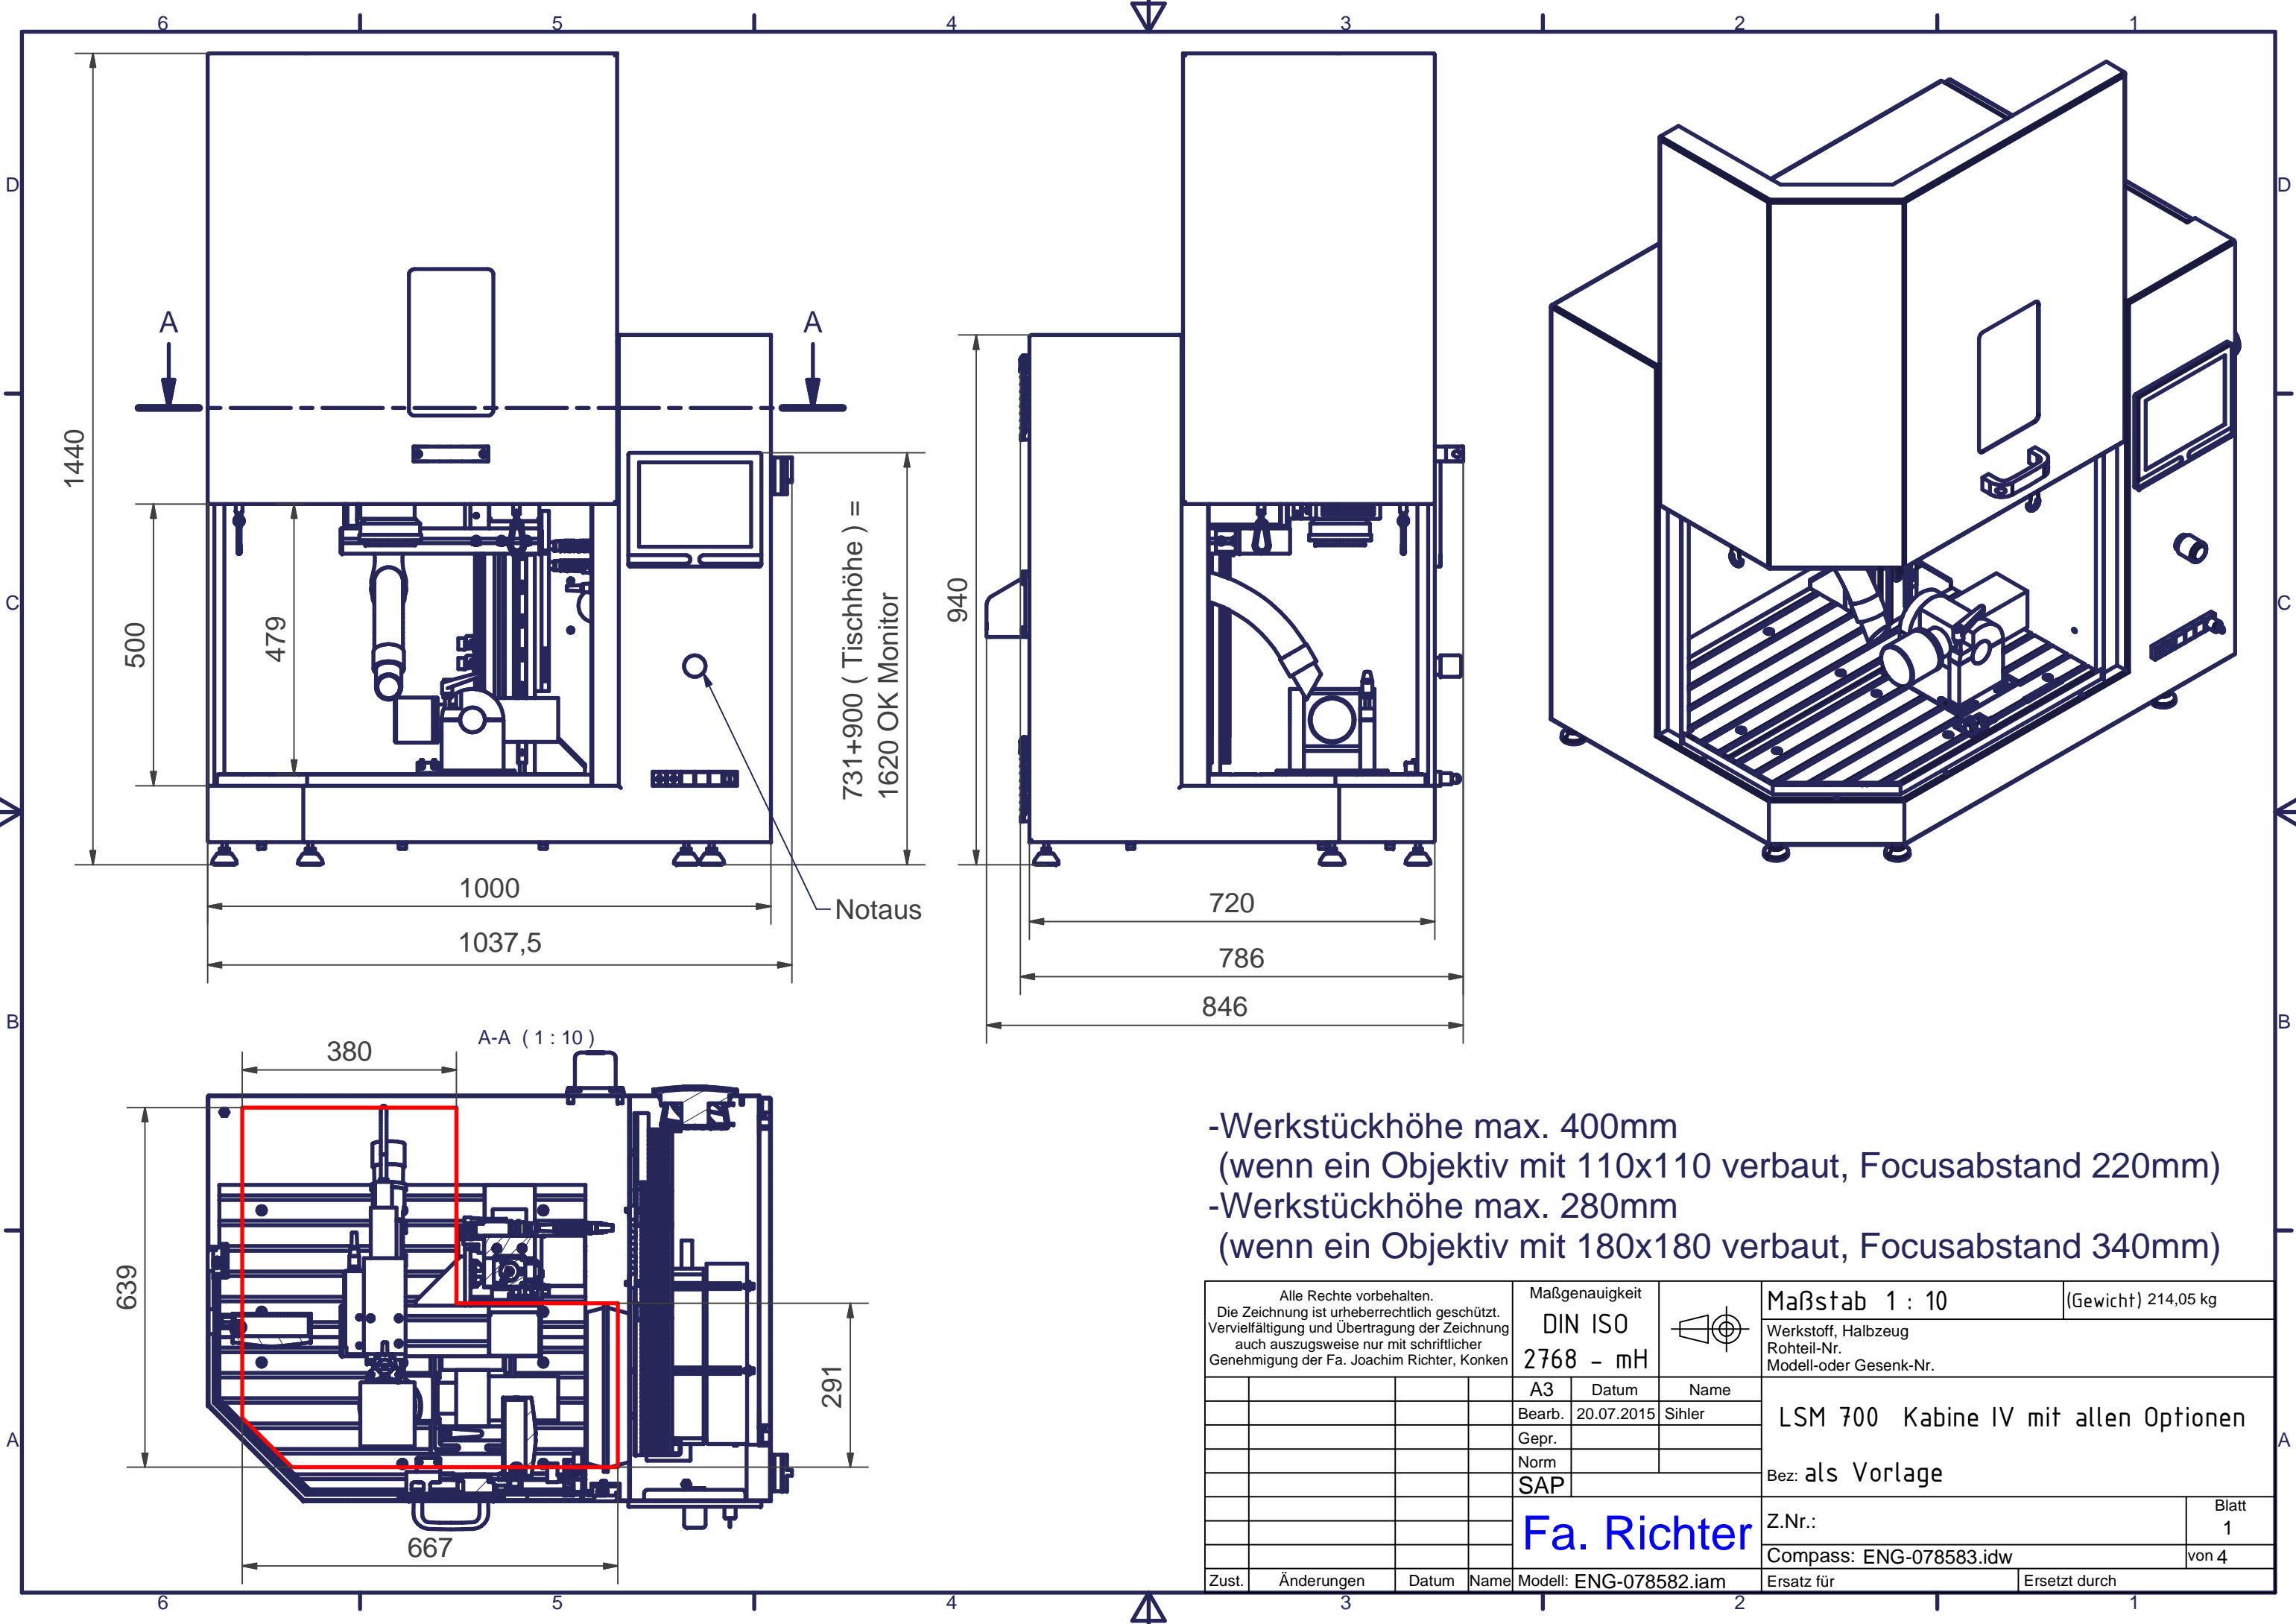 6 5 4 3 2 1
D
D
C
C
B
B
A
A
A
A
1440
500
479
731+900 ( Tischhöhe ) =
1620 OK Monitor
1000
1037,5
Notaus
940
720
786
846
A-A ( 1 : 10 )
380
639
291
667
-Werkstückhöhe max. 400mm
(wenn ein Objektiv mit 110x110 verbaut, Focusabstand 220mm)
-Werkstückhöhe max. 280mm
(wenn ein Objektiv mit 180x180 verbaut, Focusabstand 340mm)
Alle Rechte vorbehalten.
Die Zeichnung ist urheberrechtlich geschützt.
Vervielfältigung und Übertragung der Zeichnung
auch auszugsweise nur mit schriftlicher
Genehmigung der Fa. Joachim Richter, Konken
Maßgenauigkeit
DIN ISO
2768 - mH
Maßstab 1 : 10
(Gewicht) 214,05 kg
Werkstoff, Halbzeug
Rohteil-Nr.
Modell-oder Gesenk-Nr.
A3 Datum Name
Bearb. 20.07.2015 Sihler
Gepr.
Norm
SAP
LSM 700 Kabine IV mit allen Optionen
Bez: als Vorlage
Fa. Richter
Z.Nr.:
Blatt
1
Compass: ENG-078583.idw
von 4
Zust. Änderungen Datum Name Modell: ENG-078582.iam Ersatz für Ersetzt durch
6 5 4 3 2 1